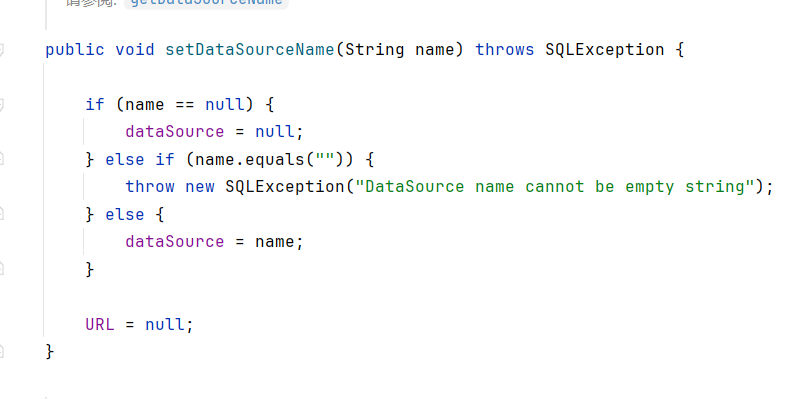 请参阅: getDataSourceName
public void setDataSourceName(String name) throws SQLException {
if (name == null) {
dataSource = null;
} else if (name.equals("")) {
throw new SQLException("DataSource name cannot be empty string");
} else {
dataSource = name;
}
URL = null;
}